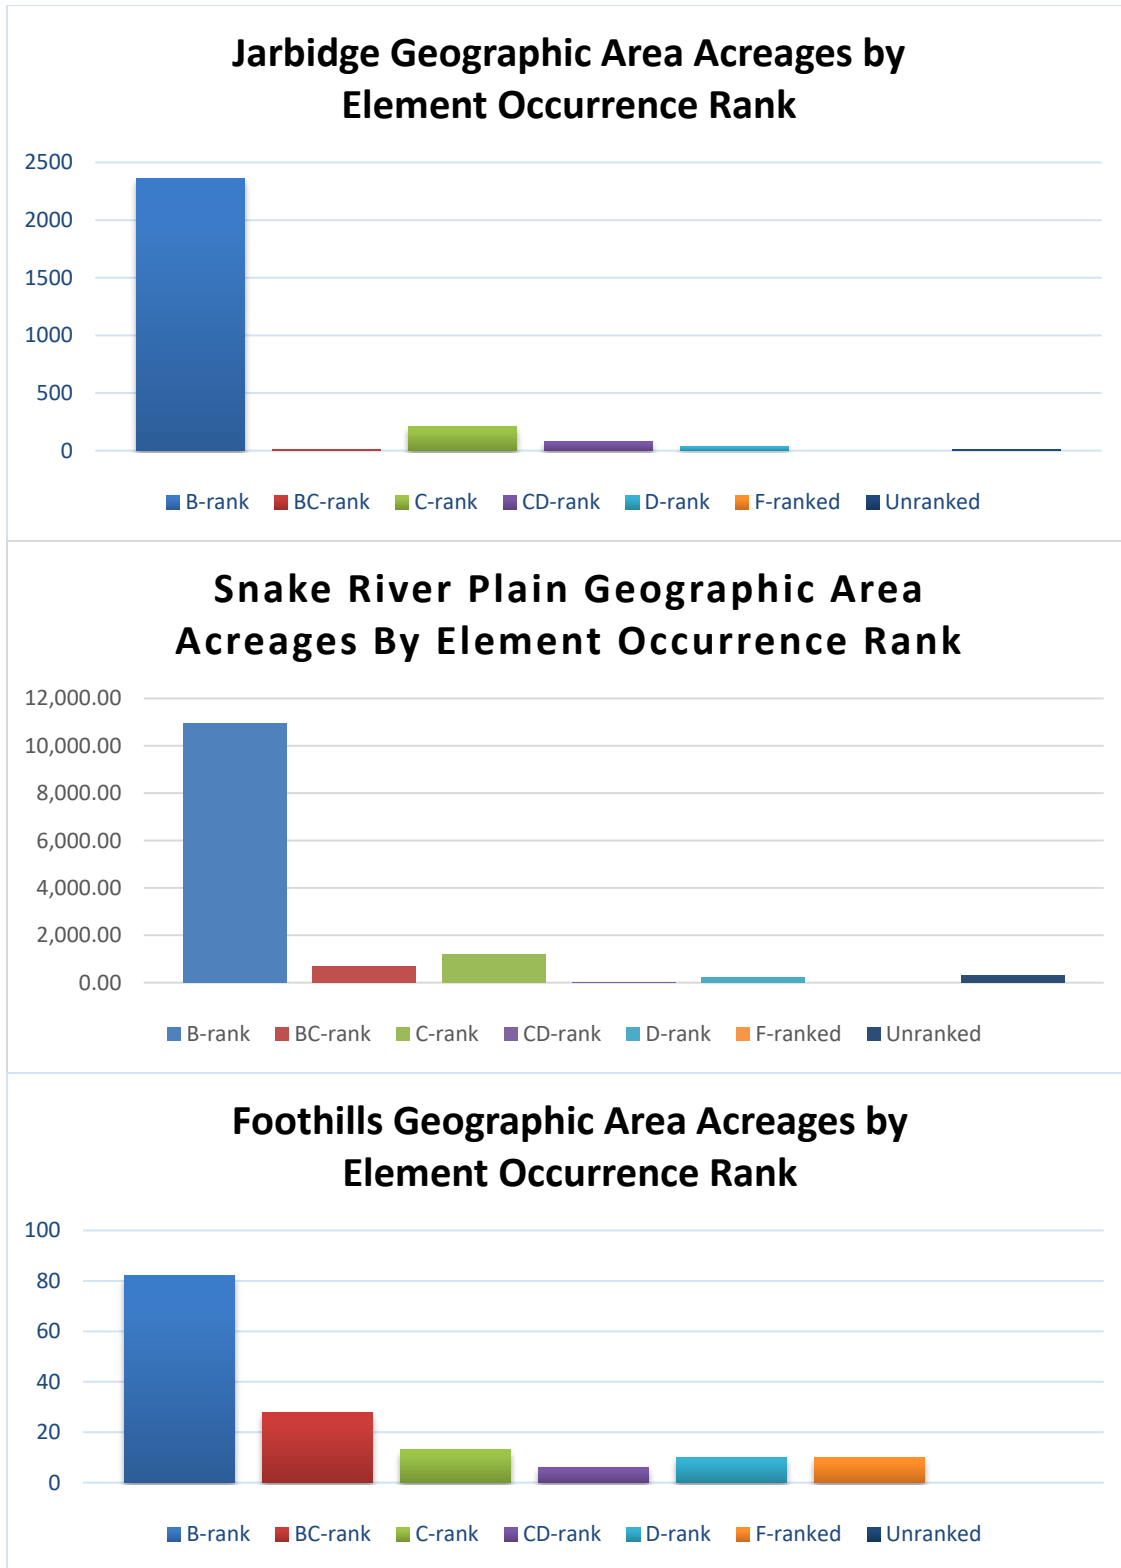 Jarbidge Geographic Area Acreages by
Element Occurrence Rank
2500
2000
1500
1000
500
0
B-rank BC-rank C-rank CD-rank D-rank F-ranked Unranked
Snake River Plain Geographic Area
Acreages By Element Occurrence Rank
12,000.00
10,000.00
8,000.00
6,000.00
4,000.00
2,000.00
0.00
B-rank BC-rank C-rank CD-rank D-rank F-ranked Unranked
Foothills Geographic Area Acreages by
Element Occurrence Rank
100
80
60
40
20
0
B-rank BC-rank C-rank CD-rank D-rank F-ranked Unranked